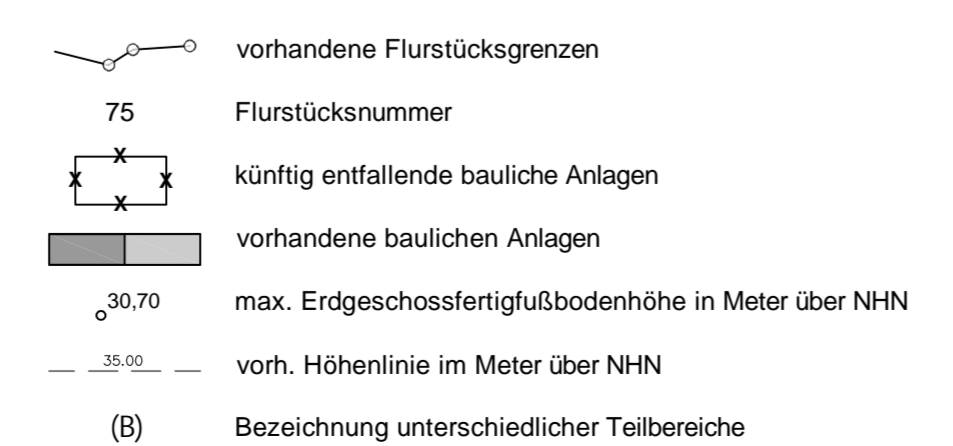 vorhandene Flurstücksgrenzen
75 Flurstücksnummer
x x x x künftig entfallende bauliche Anlagen
vorhandene baulichen Anlagen
30,70 max. Erdgeschossfertigfußbodenhöhe in Meter über NHN
35.00 vorh. Höhenlinie im Meter über NHN
(B) Bezeichnung unterschiedlicher Teilbereiche